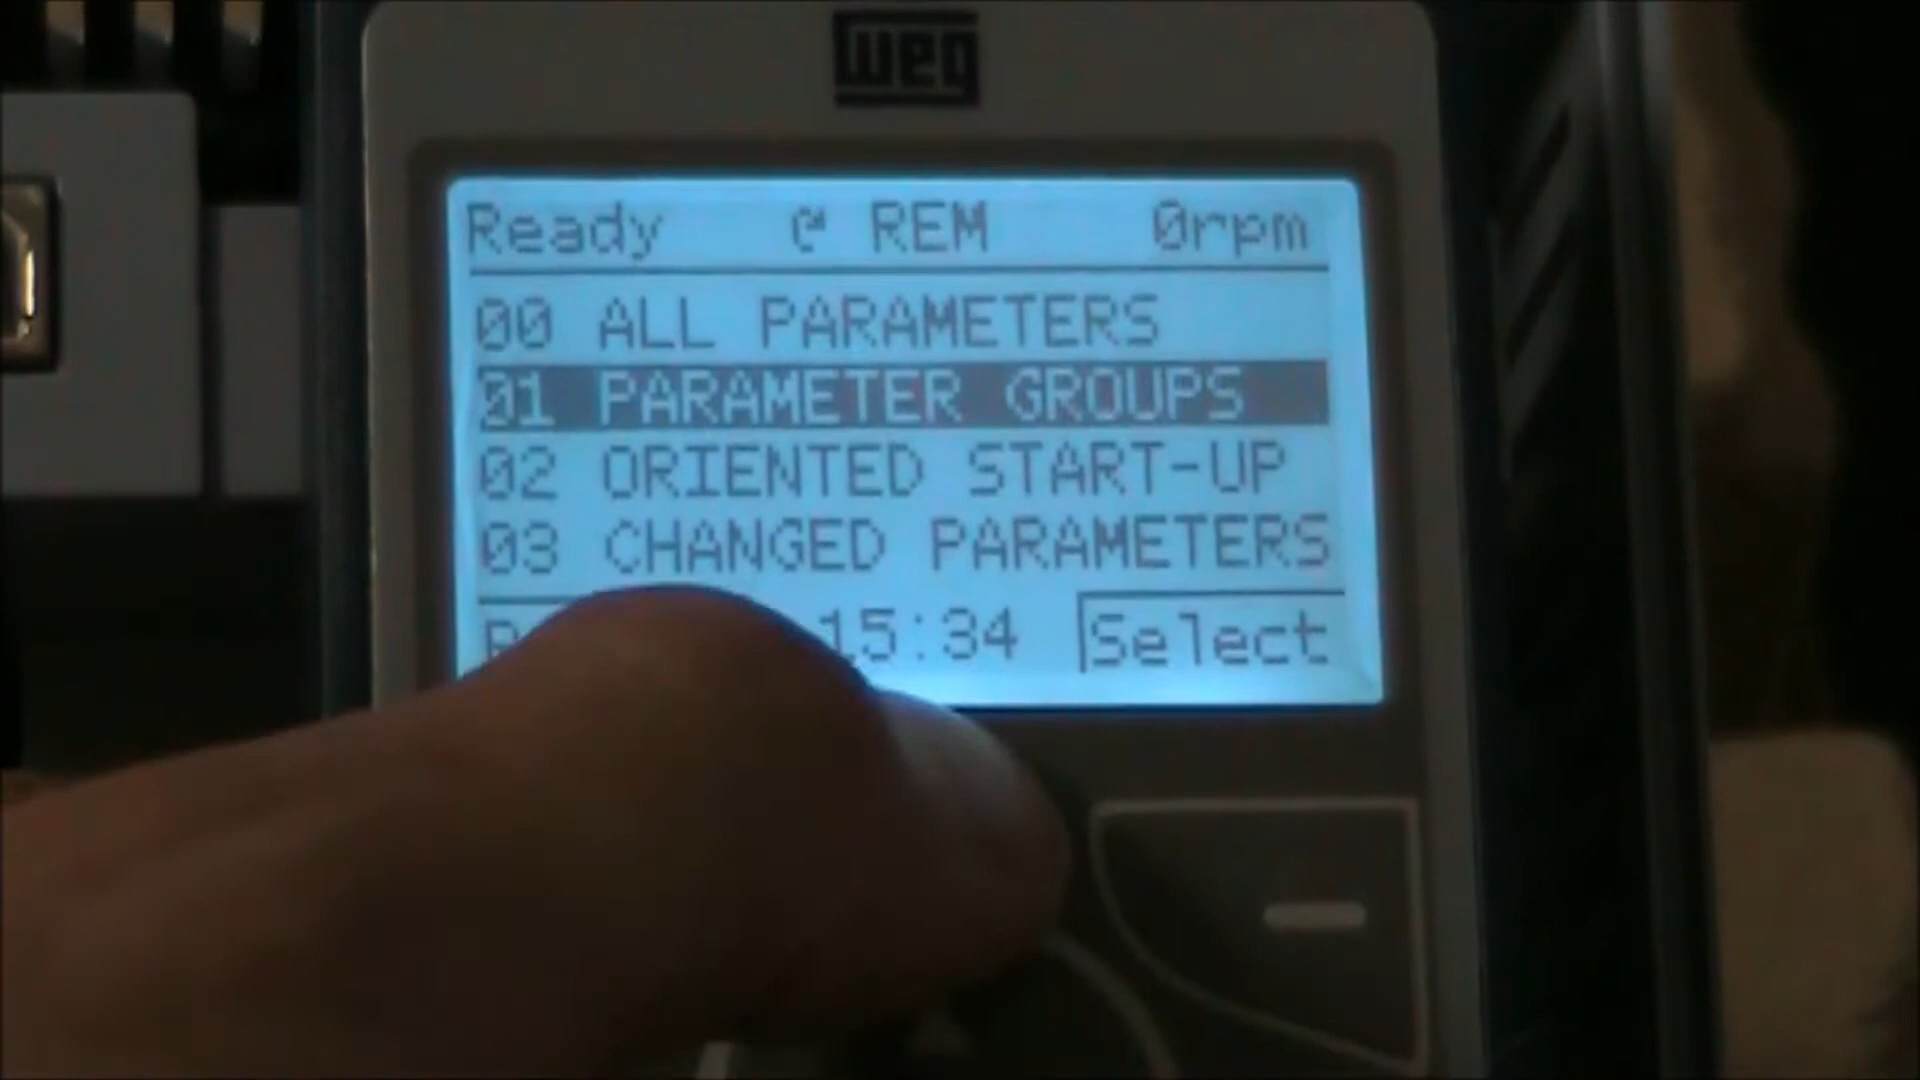 weg
Ready REM 0rpm
00 ALL PARAMETERS
01 PARAMETER GROUPS
02 ORIENTED START-UP
03 CHANGED PARAMETERS
15:34 Select